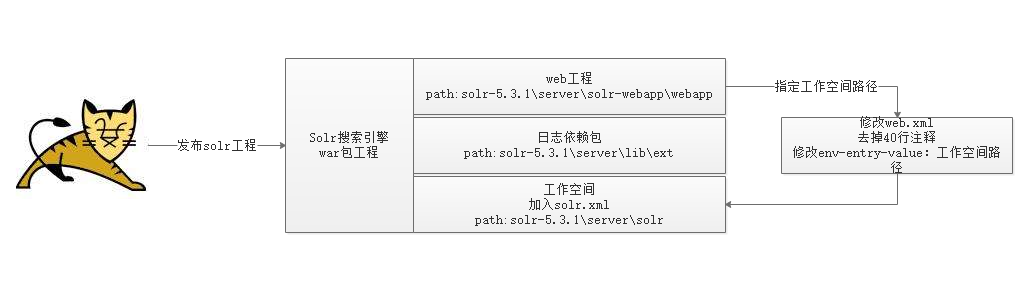 发布solr工程
Solr搜索引擎
war包工程
web工程
path:solr-5.3.1\server\solr-webapp\webapp
日志依赖包
path:solr-5.3.1\server\lib\ext
工作空间
加入solr.xml
path:solr-5.3.1\server\solr
指定工作空间路径
修改web.xml
去掉40行注释
修改env-entry-value：工作空间路
径